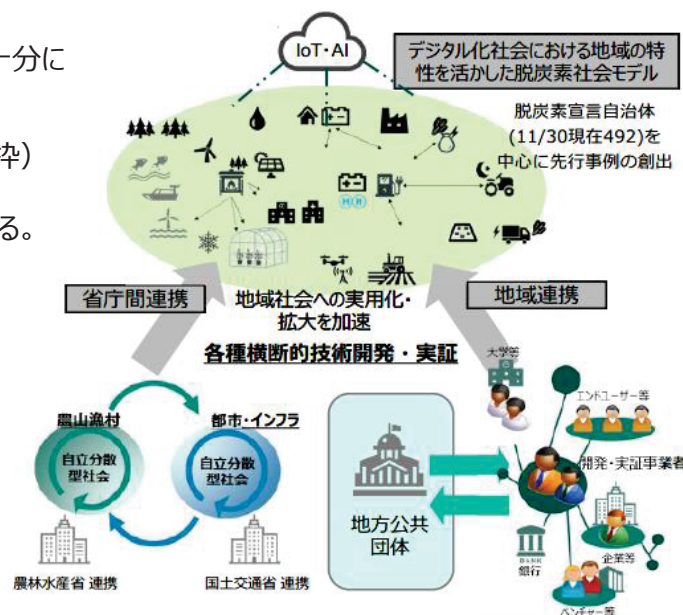 十分に
枠)
る。
IoT・AI
デジタル化社会における地域の特
性を活かした脱炭素社会モデル
脱炭素宣言自治体
(11/30現在492)を
中心に先行事例の創出
省庁間連携
地域社会への実用化・
拡大を加速
地域連携
各種横断的技術開発・実証
大学等
エンドユーザー等
農山漁村
都市・インフラ
自立分散
型社会
自立分散
型社会
開発・実証事業者
地方公共
団体
BANK
銀行
企業等
農林水産省 連携
国土交通省 連携
ベンチャー等